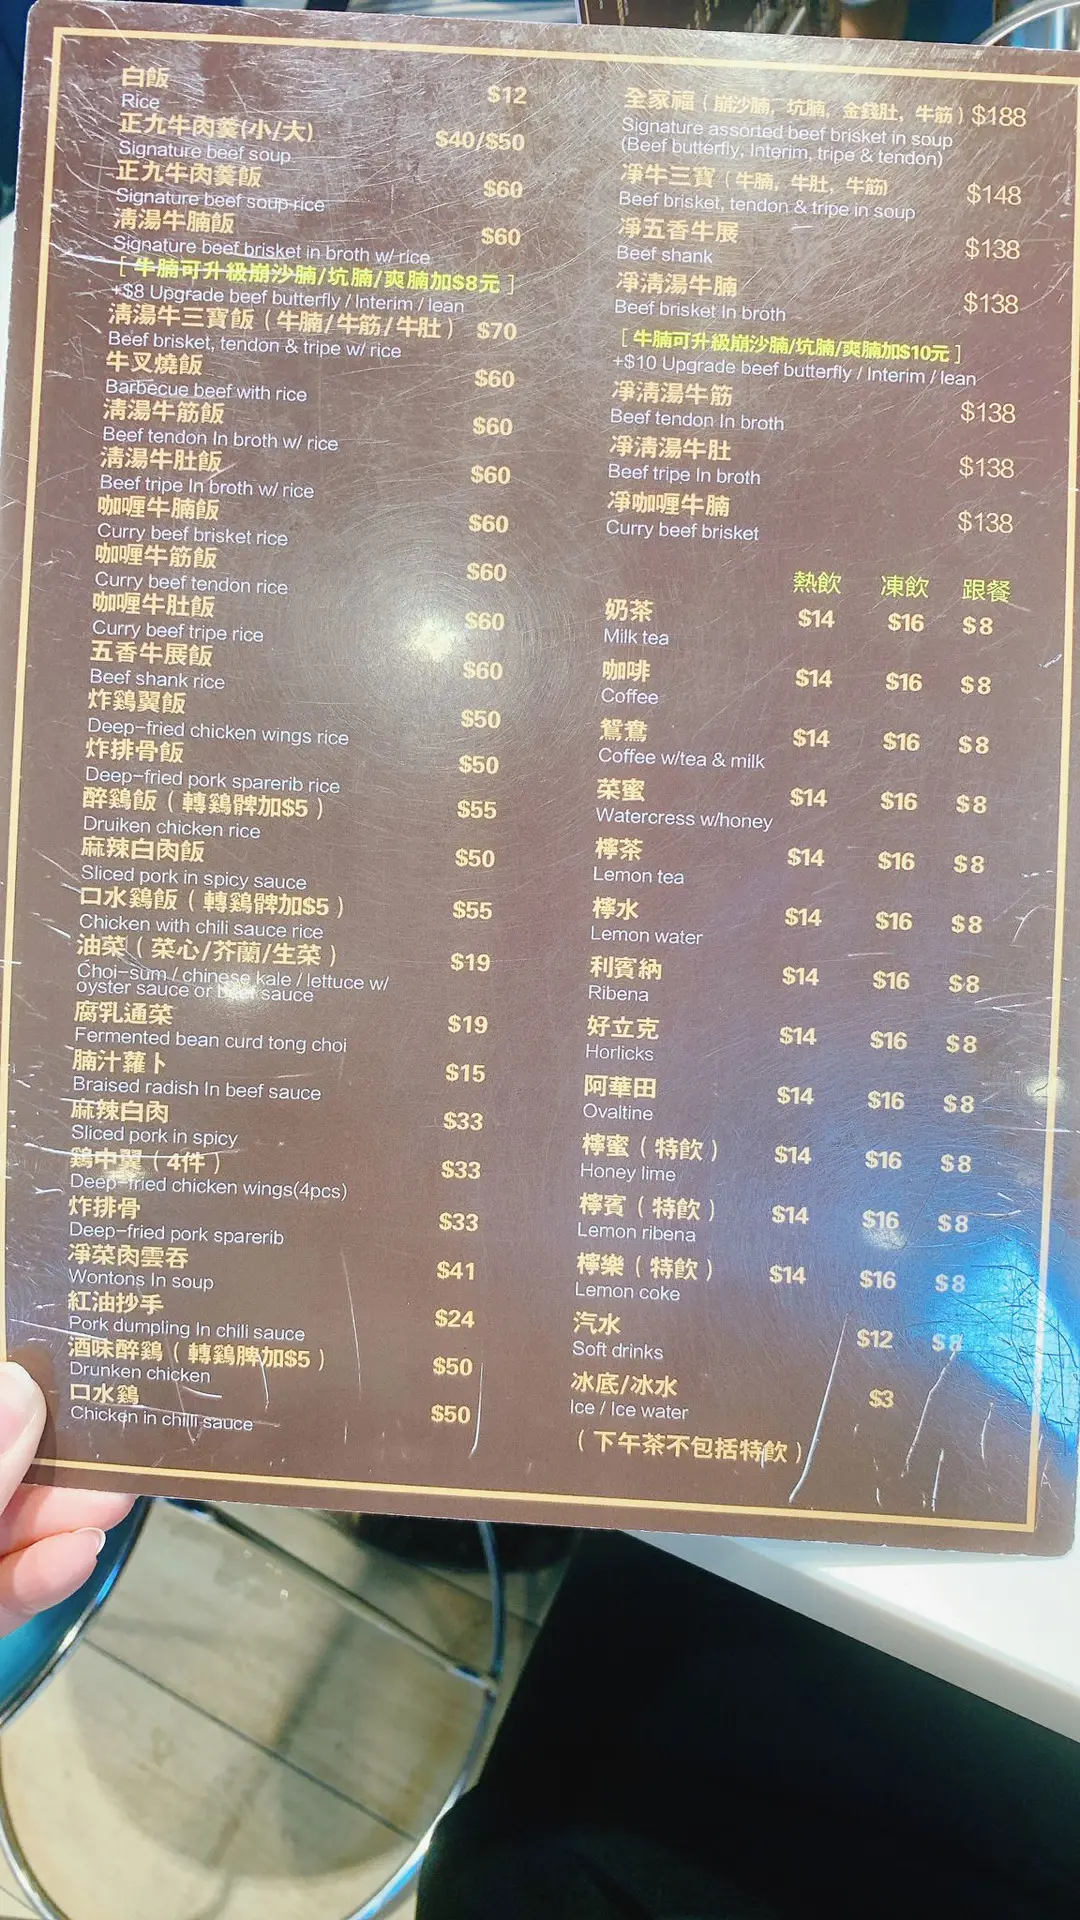 白飯 $12
Rice
正九牛肉羹(小/大) $40/$50
Signature beef soup
正九牛肉羹飯 $60
Signature beef soup rice
清湯牛腩飯 $60
Signature beef brisket in broth w/ rice
[ 牛腩可升級崩沙腩/坑腩/爽腩加$8元 ]
+$8 Upgrade beef butterfly / Interim / lean
清湯牛三寶飯 ( 牛腩/牛筋/牛肚 ) $70
Beef brisket, tendon & tripe w/ rice
牛叉燒飯 $60
Barbecue beef with rice
清湯牛筋飯 $60
Beef tendon In broth w/ rice
清湯牛肚飯 $60
Beef tripe In broth w/ rice
咖喱牛腩飯 $60
Curry beef brisket rice
咖喱牛筋飯 $60
Curry beef tendon rice
咖喱牛肚飯 $60
Curry beef tripe rice
五香牛展飯 $60
Beef shank rice
炸鷄翼飯 $50
Deep-fried chicken wings rice
炸排骨飯 $50
Deep-fried pork sparerib rice
醉鷄飯 ( 轉鷄髀加$5 ) $55
Druiken chicken rice
麻辣白肉飯 $50
Sliced pork in spicy sauce
口水鷄飯 ( 轉鷄髀加$5 ) $55
Chicken with chili sauce rice
油菜 ( 菜心/芥蘭/生菜 ) $19
Choi-sum / chinese kale / lettuce w/
oyster sauce or beef sauce
腐乳通菜 $19
Fermented bean curd tong choi
腩汁蘿卜 $15
Braised radish In beef sauce
麻辣白肉 $33
Sliced pork in spicy
鷄中翼 ( 4件 ) $33
Deep-fried chicken wings(4pcs)
炸排骨 $33
Deep-fried pork sparerib
凈菜肉雲吞 $41
Wontons In soup
紅油抄手 $24
Pork dumpling In chili sauce
酒味醉鷄 ( 轉鷄髀加$5 ) $50
Drunken chicken
口水鷄 $50
Chicken in chilli sauce
全家福 ( 崩沙腩, 坑腩, 金錢肚, 牛筋 ) $188
Signature assorted beef brisket in soup
(Beef butterfly, Interim, tripe & tendon)
凈牛三寶 ( 牛腩, 牛肚, 牛筋) $148
Beef brisket, tendon & tripe in soup
凈五香牛展 $138
Beef shank
凈清湯牛腩 $138
Beef brisket In broth
[ 牛腩可升級崩沙腩/坑腩/爽腩加$10元 ]
+$10 Upgrade beef butterfly / Interim / lean
凈清湯牛筋 $138
Beef tendon In broth
凈清湯牛肚 $138
Beef tripe In broth
凈咖喱牛腩 $138
Curry beef brisket
熱飲 凍飲 跟餐
奶茶 $14 $16 $8
Milk tea
咖啡 $14 $16 $8
Coffee
鴛鴦 $14 $16 $8
Coffee w/tea & milk
菜蜜 $14 $16 $8
Watercress w/honey
檸茶 $14 $16 $8
Lemon tea
檸水 $14 $16 $8
Lemon water
利賓納 $14 $16 $8
Ribena
好立克 $14 $16 $8
Horlicks
阿華田 $14 $16 $8
Ovaltine
檸蜜 ( 特飲 ) $14 $16 $8
Honey lime
檸賓 ( 特飲 ) $14 $16 $8
Lemon ribena
檸樂 ( 特飲 ) $14 $16 $8
Lemon coke
汽水 $12 $8
Soft drinks
冰底/冰水 $3
Ice / Ice water
( 下午茶不包括特飲 )